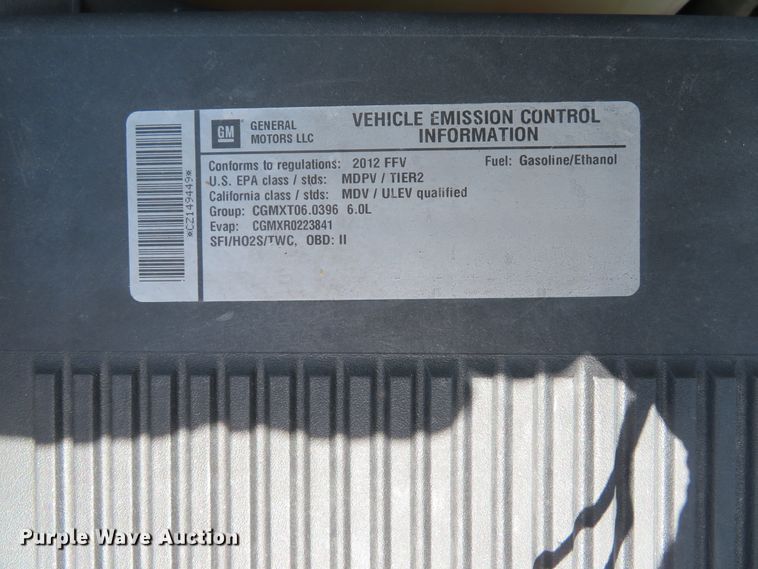 *CZ149449*
GM GENERAL MOTORS LLC
VEHICLE EMISSION CONTROL
INFORMATION
Conforms to regulations: 2012 FFV Fuel: Gasoline/Ethanol
U.S. EPA class / stds: MDPV / TIER2
California class / stds: MDV / ULEV qualified
Group: CGMXT06.0396 6.0L
Evap: CGMXR0223841
SFI/HO2S/TWC, OBD: II
Purple Wave Auction